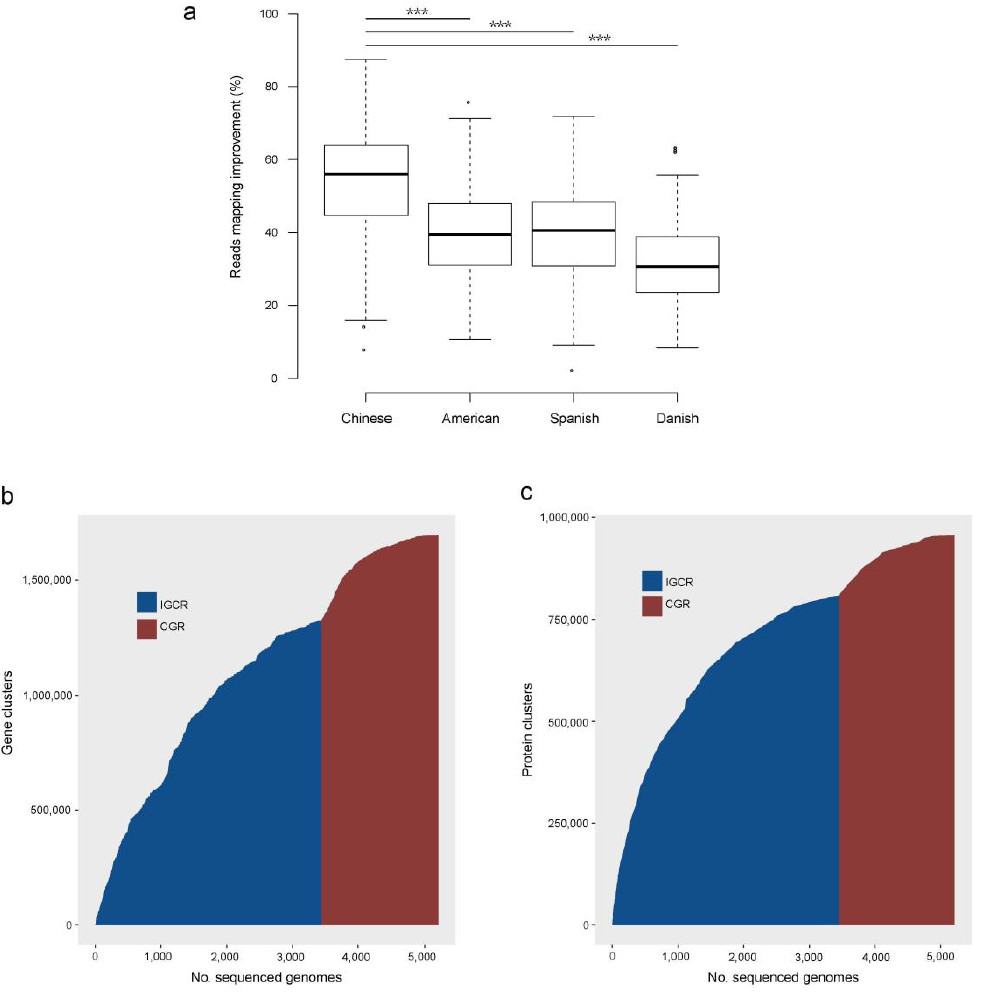 a
100
80
60
40
20
0
Reads mapping improvement (%)
***
***
***
Chinese American Spanish Danish
b
1,500,000
1,000,000
500,000
0
Gene clusters
IGCR
CGR
0 1,000 2,000 3,000 4,000 5,000
No. sequenced genomes
c
1,000,000
750,000
500,000
250,000
0
Protein clusters
IGCR
CGR
0 1,000 2,000 3,000 4,000 5,000
No. sequenced genomes